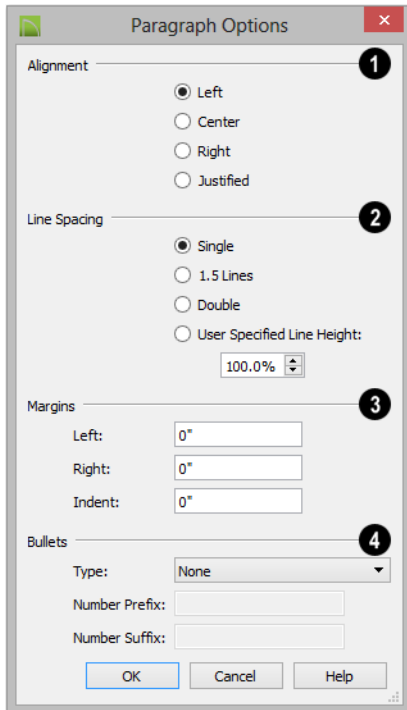 Paragraph Options
Alignment 1
Left
Center
Right
Justified
Line Spacing 2
Single
1.5 Lines
Double
User Specified Line Height:
100.0%
Margins 3
Left: 0"
Right: 0"
Indent: 0"
Bullets 4
Type: None
Number Prefix:
Number Suffix:
OK Cancel Help